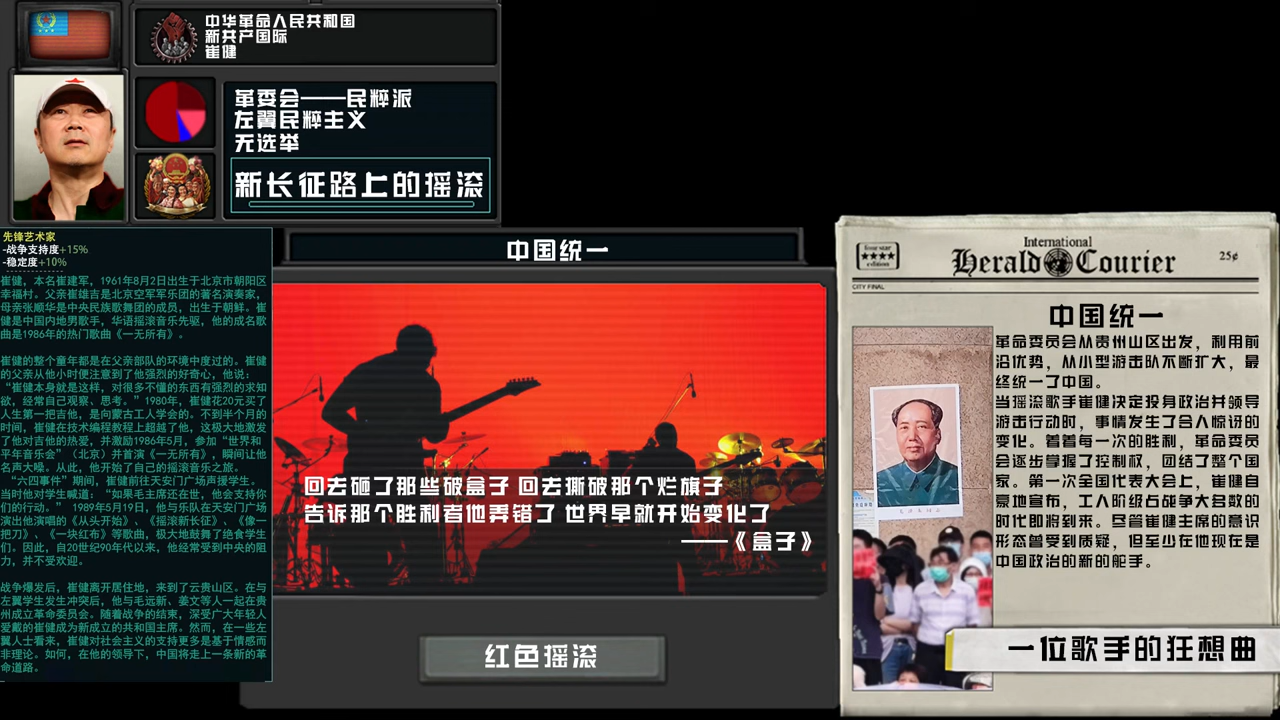 中华革命人民共和国
新共产国际
崔健
革委会——民粹派
左翼民粹主义
无选举
新长征路上的摇滚
先锋艺术家
-战争支持度+15%
-稳定度+10%
崔健，本名崔建军，1961年8月2日出生于北京市朝阳区
幸福村。父亲崔雄吉是北京空军军乐团的著名演奏家，
母亲张顺华是中央民族歌舞团的成员，出生于朝鲜。崔
健是中国内地男歌手，华语摇滚音乐先驱，他的成名歌
曲是1986年的热门歌曲《一无所有》。
崔健的整个童年都是在父亲部队的环境中度过的。崔健
的父亲从他小时便注意到了他强烈的好奇心，他说：
“崔健本身就是这样，对很多不懂的东西有强烈的求知
欲，经常自己观察、思考。”1980年，崔健花20元买了
人生第一把吉他，是向蒙古工人学会的。不到半个月的
时间，崔健在技术编程教程上超越了他，这极大地激发
了他对吉他的热爱，并激励1986年5月，参加“世界和
平年音乐会”（北京）并首演《一无所有》，瞬间让他
名声大噪。从此，他开始了自己的摇滚音乐之旅。
“六四事件”期间，崔健前往天安门广场声援学生。
当时他对学生喊道：“如果毛主席还在世，他会支持你
们的行动。” 1989年5月19日，他与乐队在天安门广场
演出他演唱的《从头开始》、《摇滚新长征》、《像一
把刀》、《一块红布》等歌曲，极大地鼓舞了绝食学生
们。因此，自20世纪90年代以来，他经常受到中央的阻
力，并不受欢迎。
战争爆发后，崔健离开居住地，来到了云贵山区。在与
左翼学生发生冲突后，他与毛远新、姜文等人一起在贵
州成立革命委员会。随着战争的结束，深受广大年轻人
爱戴的崔健成为新成立的共和国主席。然而，在一些左
翼人士看来，崔健对社会主义的支持更多是基于情感而
非理论。如何，在他的领导下，中国将走上一条新的革
命道路。
中国统一
回去砸了那些破盒子 回去撕破那个烂旗子
告诉那个胜利者他弄错了 世界早就开始变化了
——《盒子》
红色摇滚
four star
★★★★
edition
International
Herald Courier
25¢
CITY FINAL
中国统一
革命委员会从贵州山区出发，利用前
沿优势，从小型游击队不断扩大，最
终统一了中国。
当摇滚歌手崔健决定投身政治并领导
游击行动时，事情发生了令人惊讶的
变化。着着每一次的胜利，革命委员
会逐步掌握了控制权，团结了整个国
家。第一次全国代表大会上，崔健自
豪地宣布，工人阶级占战争大多数的
时代即将到来。尽管崔健主席的意识
形态曾受到质疑，但至少在他现在是
中国政治的新的舵手。
一位歌手的狂想曲